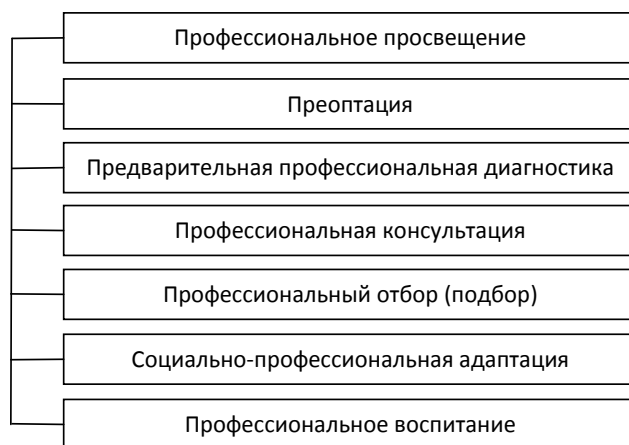 Профессиональное просвещение
Преоптация
Предварительная профессиональная диагностика
Профессиональная консультация
Профессиональный отбор (подбор)
Социально-профессиональная адаптация
Профессиональное воспитание